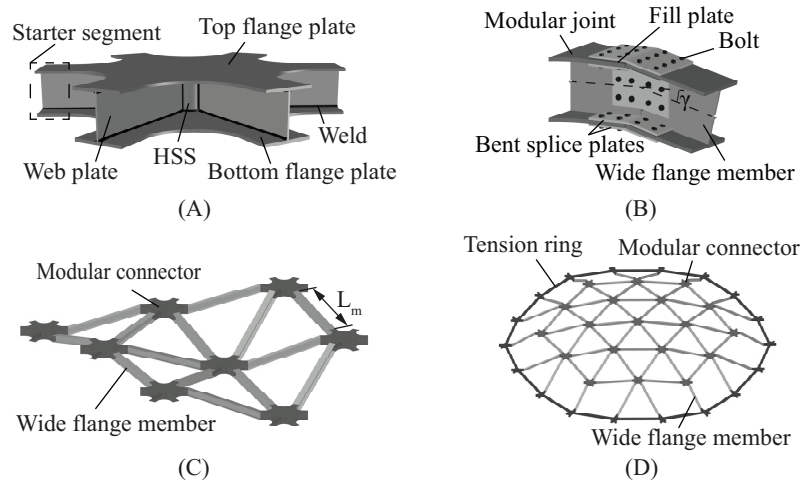 Starter segment
Top flange plate
Web plate
HSS
Weld
Bottom flange plate
(A)
Modular joint
Fill plate
Bolt
γ
Bent splice plates
Wide flange member
(B)
Modular connector
Lm
Wide flange member
(C)
Tension ring
Modular connector
Wide flange member
(D)